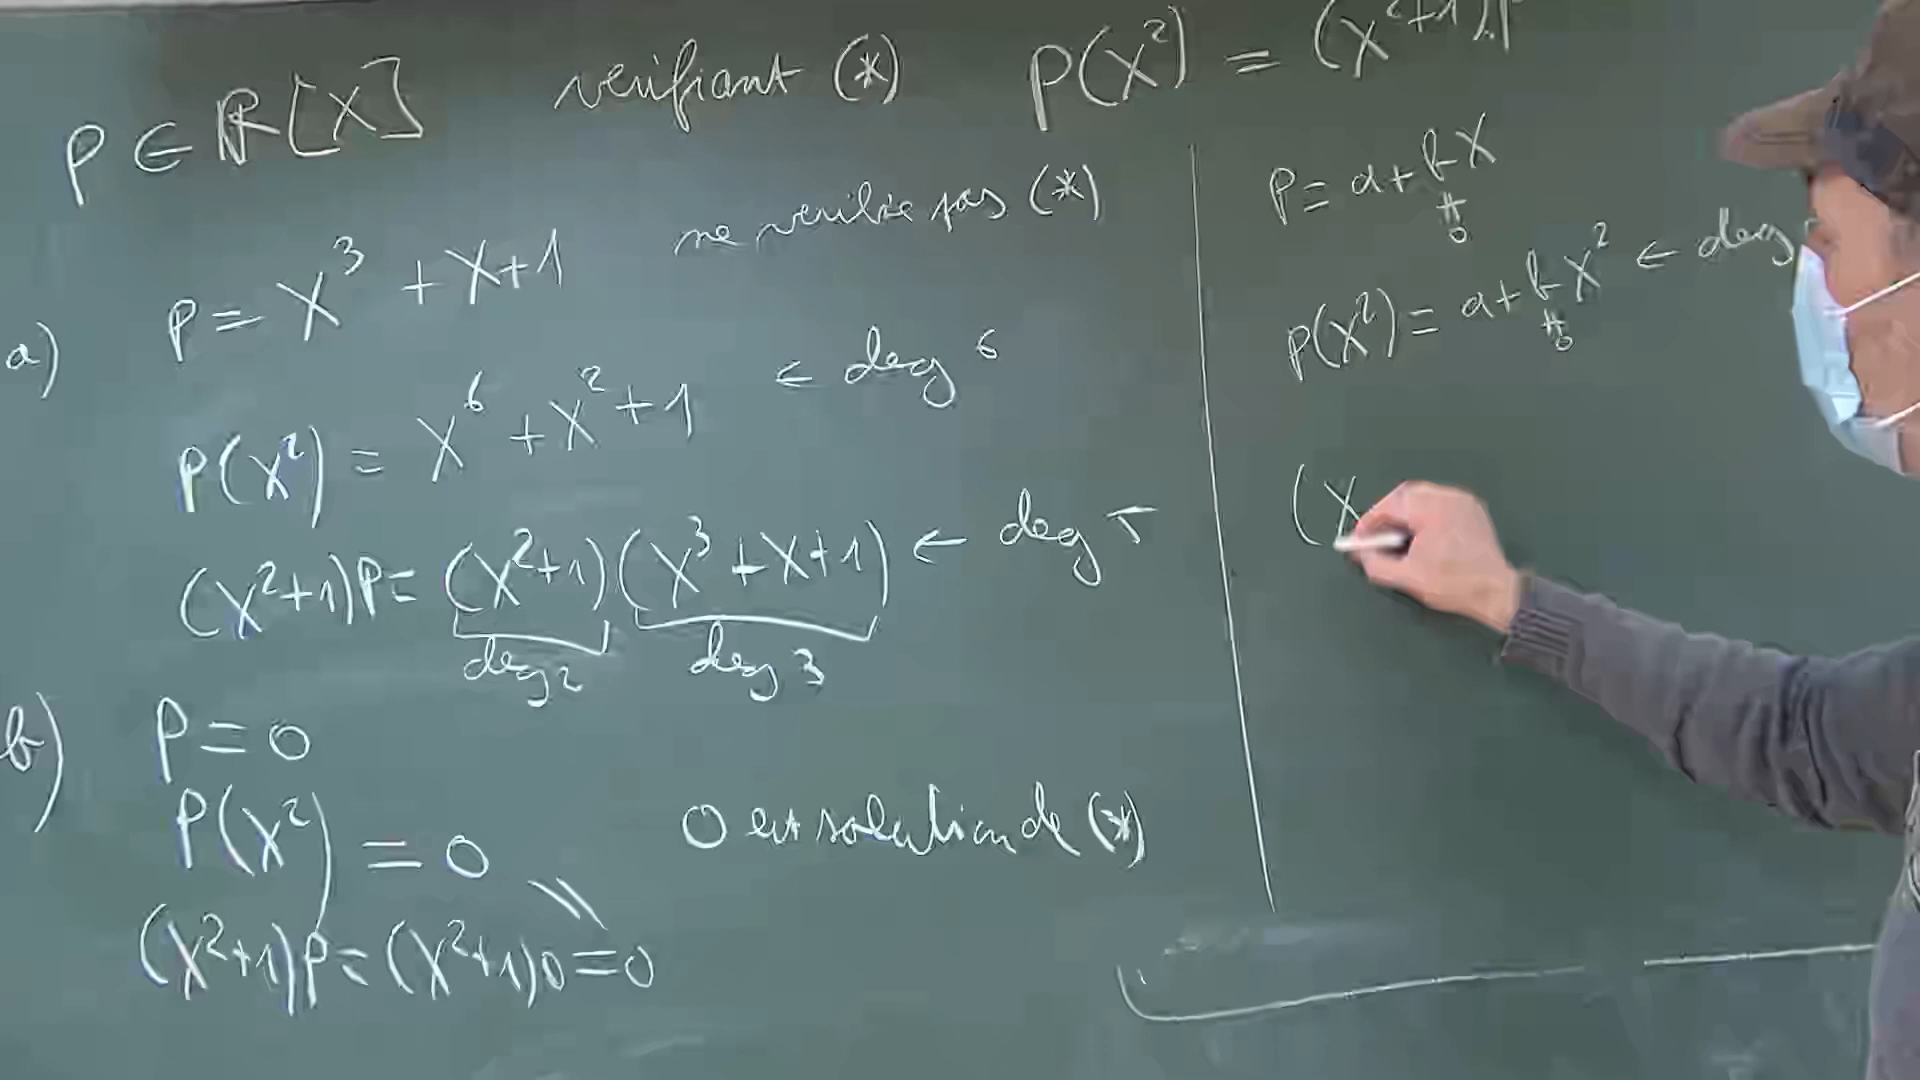 P ∈ ℝ[X] vérifiant (*) P(X²) = (X²+1)P
a) P = X³ + X + 1 ne vérifie pas (*)
P(X²) = X⁶ + X² + 1 ← deg 6
(X²+1)P = (X²+1)(X³ + X + 1) ← deg 5
deg 2 deg 3
b) P = 0
P(X²) = 0
0 est solution de (*)
(X²+1)P = (X²+1)0 = 0
P = a + bX
≠
0
P(X²) = a + bX² ← deg
≠
0
(X